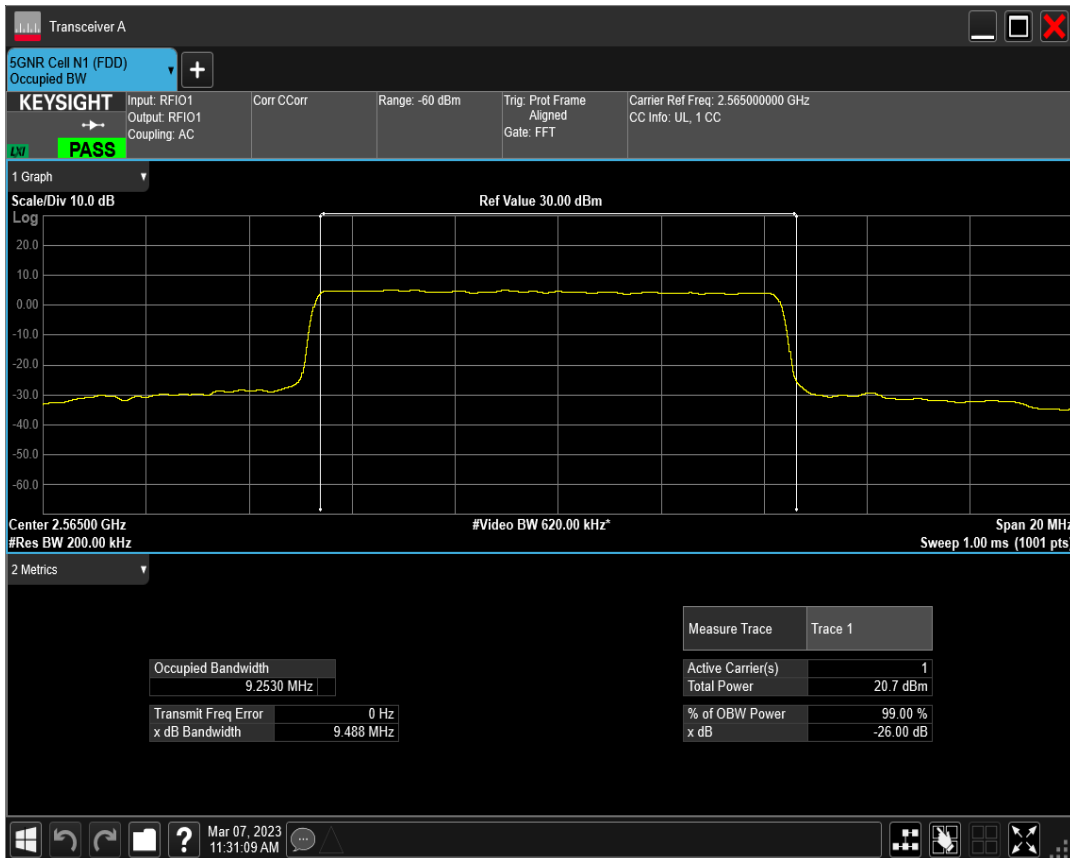 Transceiver A
5GNR Cell N1 (FDD)
Occupied BW
+
KEYSIGHT
LXI
PASS
Input: RFIO1
Output: RFIO1
Coupling: AC
Corr CCorr
Range: -60 dBm
Trig: Prot Frame
Aligned
Gate: FFT
Carrier Ref Freq: 2.565000000 GHz
CC Info: UL, 1 CC
1 Graph
Scale/Div 10.0 dB
Ref Value 30.00 dBm
Log
20.0
10.0
0.00
-10.0
-20.0
-30.0
-40.0
-50.0
-60.0
Center 2.56500 GHz
#Video BW 620.00 kHz*
Span 20 MHz
#Res BW 200.00 kHz
Sweep 1.00 ms (1001 pts)
2 Metrics
Measure Trace Trace 1
Occupied Bandwidth
9.2530 MHz
Active Carrier(s) 1
Total Power 20.7 dBm
Transmit Freq Error 0 Hz
x dB Bandwidth 9.488 MHz
% of OBW Power 99.00 %
x dB -26.00 dB
?
Mar 07, 2023
11:31:09 AM